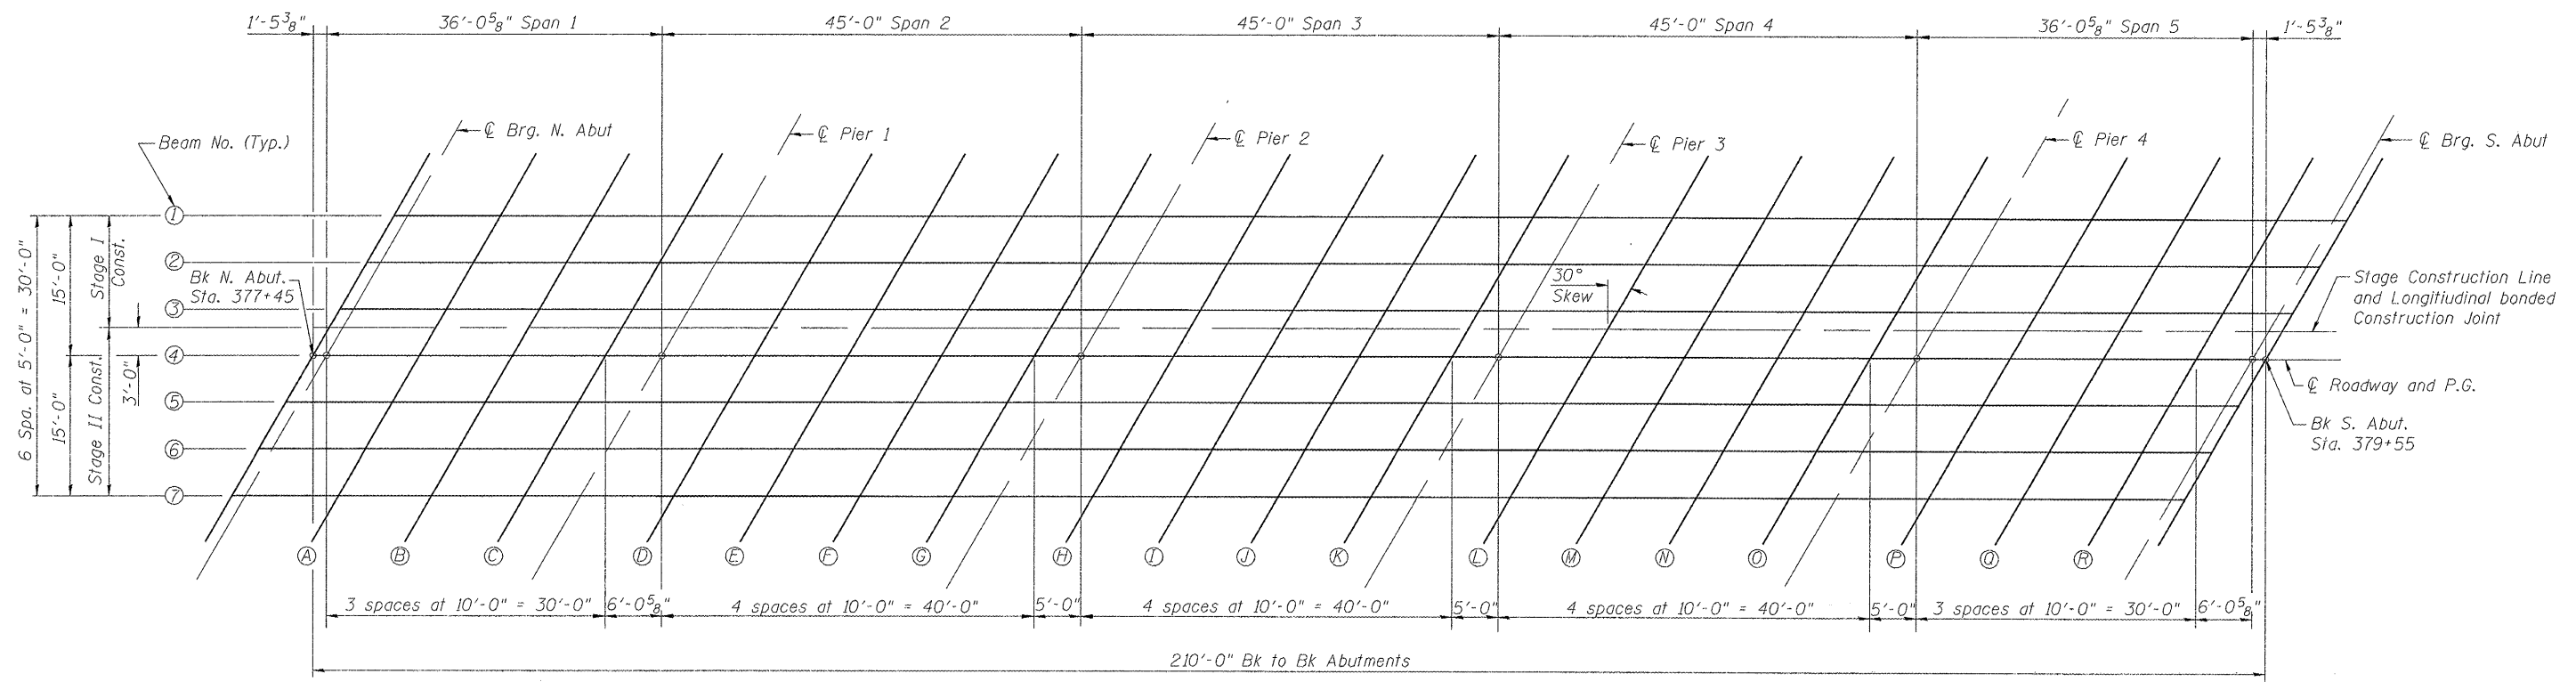 1'-5 3/8"
36'-0 5/8" Span 1
45'-0" Span 2
45'-0" Span 3
45'-0" Span 4
36'-0 5/8" Span 5
1'-5 3/8"
Beam No. (Typ.)
℄ Brg. N. Abut
℄ Pier 1
℄ Pier 2
℄ Pier 3
℄ Pier 4
℄ Brg. S. Abut
6 Spa. at 5'-0" = 30'-0"
15'-0"
15'-0"
Stage I
Const.
Stage II Const.
3'-0"
1
2
3
4
5
6
7
Bk N. Abut.
Sta. 377+45
30°
Skew
Stage Construction Line
and Longitiudinal bonded
Construction Joint
℄ Roadway and P.G.
Bk S. Abut.
Sta. 379+55
A
B
C
D
E
F
G
H
I
J
K
L
M
N
O
P
Q
R
3 spaces at 10'-0" = 30'-0"
6'-0 5/8"
4 spaces at 10'-0" = 40'-0"
5'-0"
4 spaces at 10'-0" = 40'-0"
5'-0"
4 spaces at 10'-0" = 40'-0"
5'-0"
3 spaces at 10'-0" = 30'-0"
6'-0 5/8"
210'-0" Bk to Bk Abutments